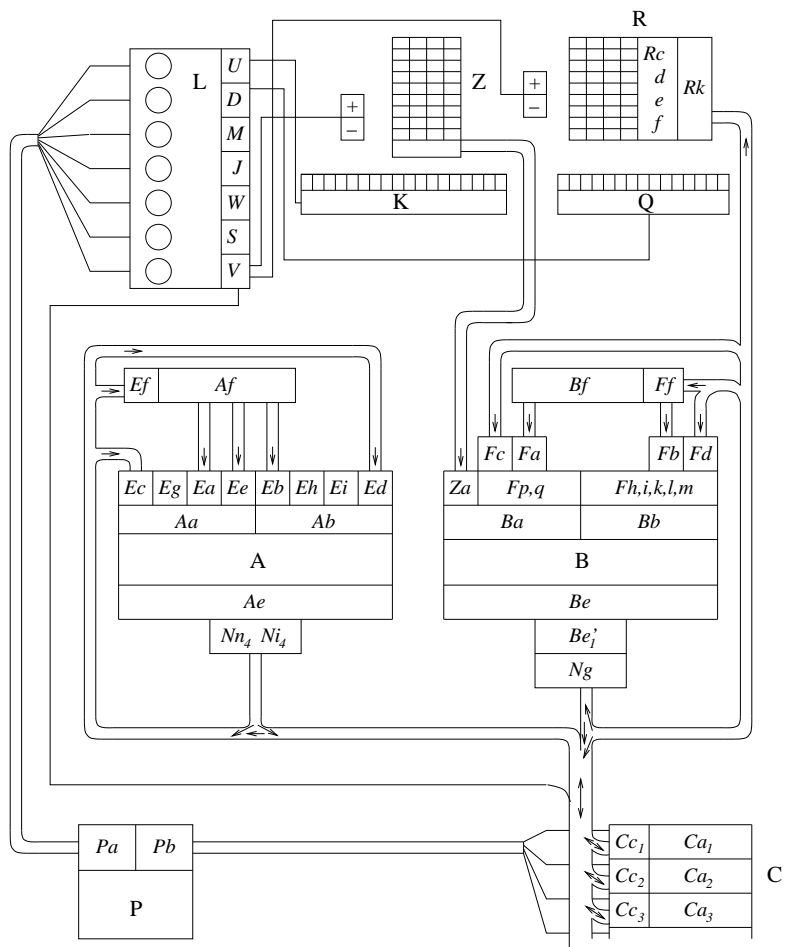 R
L
U
D
M
J
W
S
V
+
−
Z
+
−
Rc
d
e
f
Rk
K
Q
Ef
Af
Bf
Ff
Fc
Fa
Fb
Fd
Ec
Eg
Ea
Ee
Eb
Eh
Ei
Ed
Za
Fp,q
Fh,i,k,l,m
Aa
Ab
Ba
Bb
A
B
Ae
Be
Nn4 Ni4
Be1'
Ng
Pa
Pb
P
Cc1
Ca1
Cc2
Ca2
C
Cc3
Ca3